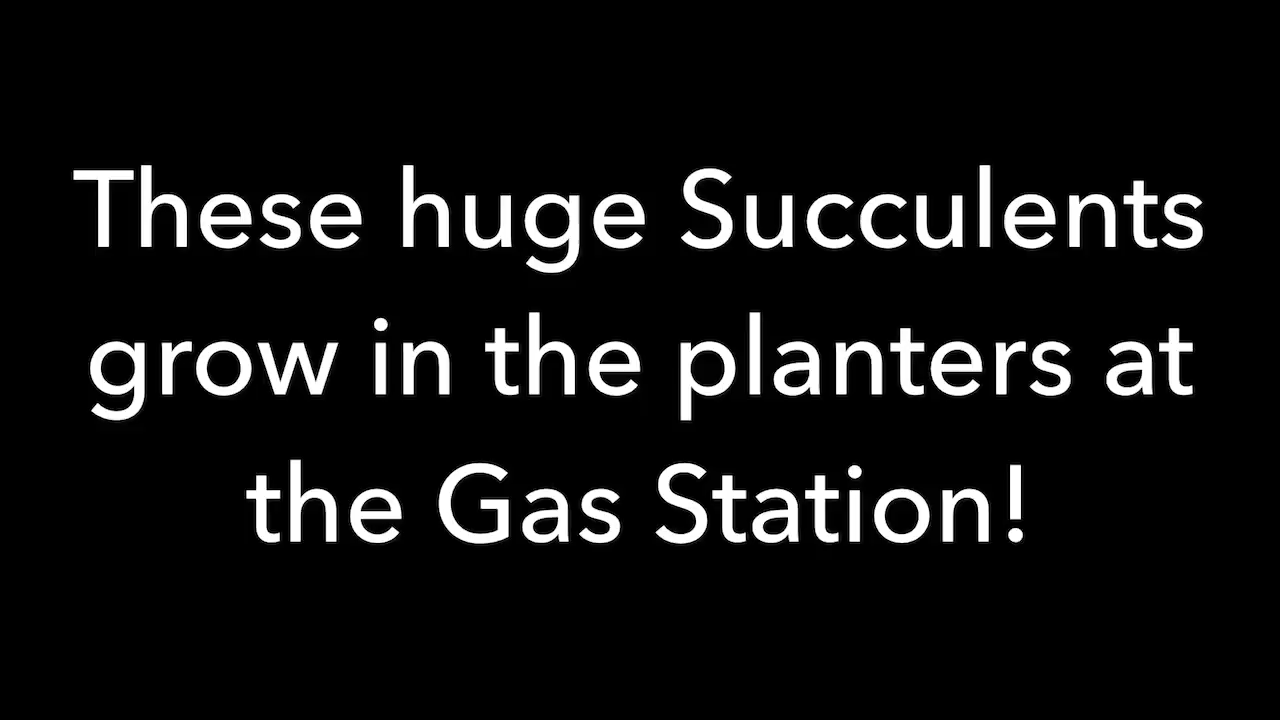 These huge Succulents
grow in the planters at
the Gas Station!